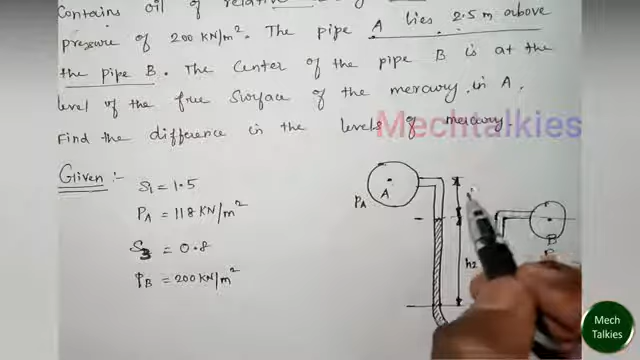 Contains oil of relative
pressure of 200 KN/m². The pipe A lies 2.5m above
the pipe B. The Center of the pipe B is at the
level of the free Surface of the mercury in A.
Find the difference in the levels of mercury.
Mechtalkies
Given :-
S1 = 1.5
PA = 118 KN/m²
S3 = 0.8
PB = 200 KN/m²
A
PA
h2
B
Mech
Talkies